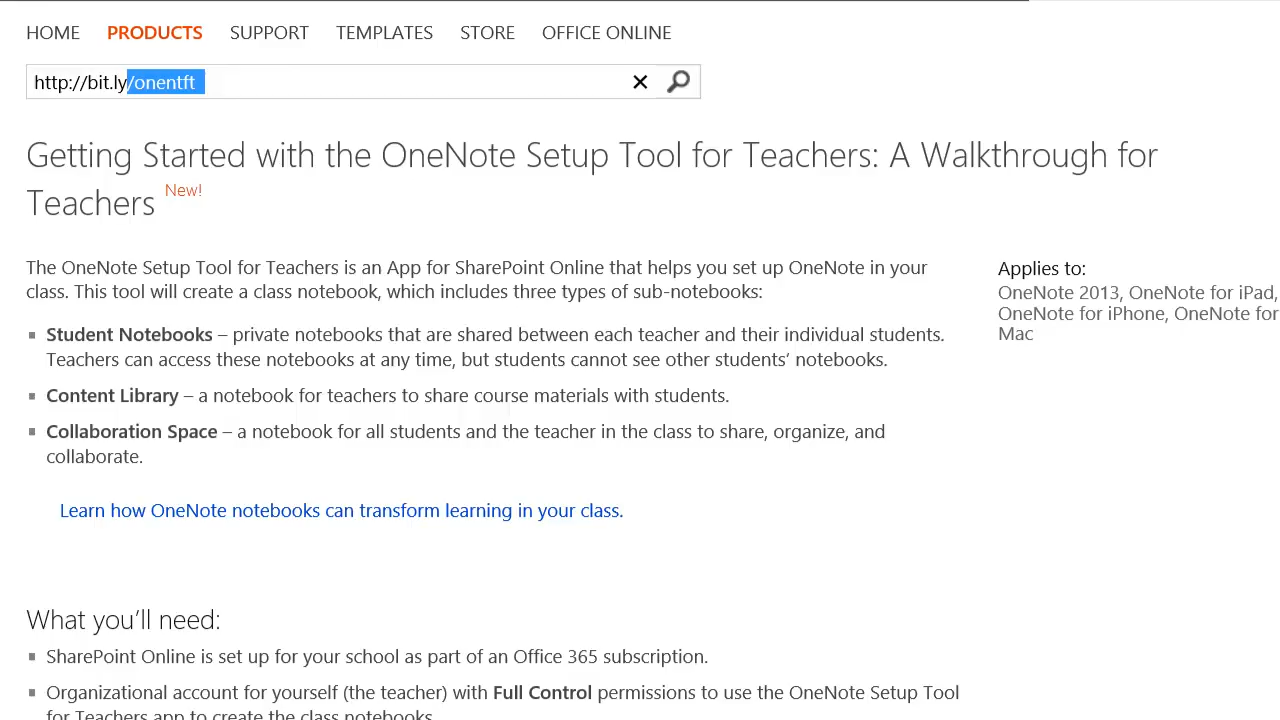 HOME PRODUCTS SUPPORT TEMPLATES STORE OFFICE ONLINE
http://bit.ly/onentft
Getting Started with the OneNote Setup Tool for Teachers: A Walkthrough for
Teachers New!
The OneNote Setup Tool for Teachers is an App for SharePoint Online that helps you set up OneNote in your
class. This tool will create a class notebook, which includes three types of sub-notebooks:
Student Notebooks – private notebooks that are shared between each teacher and their individual students.
Teachers can access these notebooks at any time, but students cannot see other students’ notebooks.
Content Library – a notebook for teachers to share course materials with students.
Collaboration Space – a notebook for all students and the teacher in the class to share, organize, and
collaborate.
Learn how OneNote notebooks can transform learning in your class.
Applies to:
OneNote 2013, OneNote for iPad,
OneNote for iPhone, OneNote for
Mac
What you’ll need:
SharePoint Online is set up for your school as part of an Office 365 subscription.
Organizational account for yourself (the teacher) with Full Control permissions to use the OneNote Setup Tool
for Teachers app to create the class notebooks.